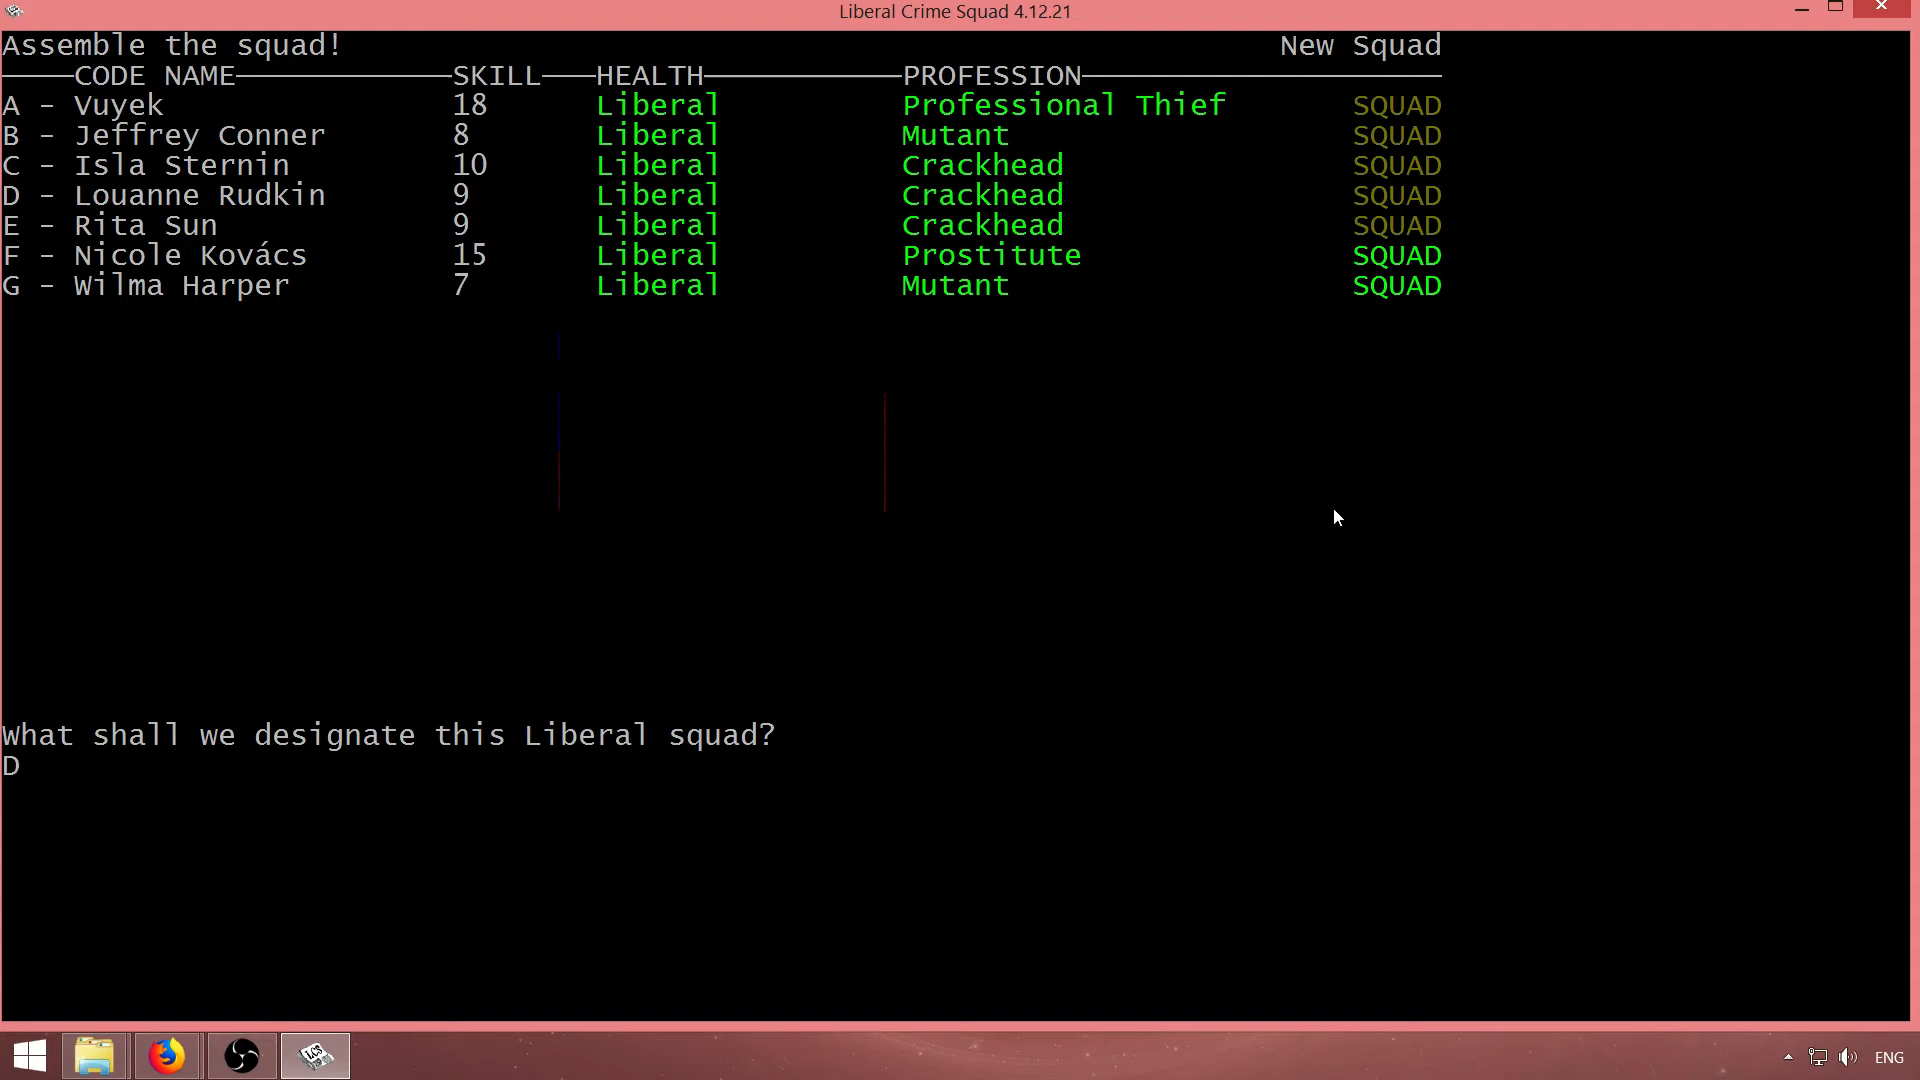 Liberal Crime Squad 4.12.21
Assemble the squad! New Squad
CODE NAME SKILL HEALTH PROFESSION
A - Vuyek 18 Liberal Professional Thief SQUAD
B - Jeffrey Conner 8 Liberal Mutant SQUAD
C - Isla Sternin 10 Liberal Crackhead SQUAD
D - Louanne Rudkin 9 Liberal Crackhead SQUAD
E - Rita Sun 9 Liberal Crackhead SQUAD
F - Nicole Kovács 15 Liberal Prostitute SQUAD
G - Wilma Harper 7 Liberal Mutant SQUAD
What shall we designate this Liberal squad?
D
LCS
ENG